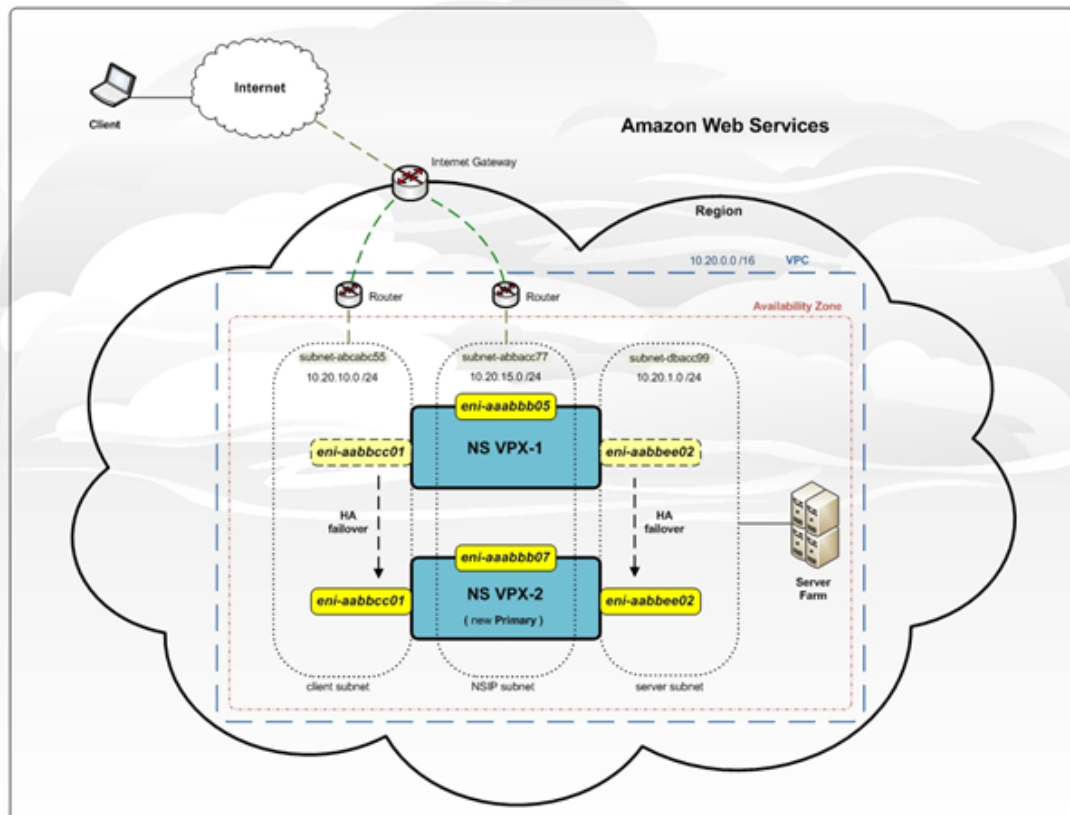 Internet
Client
Amazon Web Services
Internet Gateway
Region
10.20.0.0 /16 VPC
Router
Router
Availability Zone
subnet-abcabc55
10.20.10.0 /24
subnet-abbacc77
10.20.15.0 /24
subnet-dbacc99
10.20.1.0 /24
eni-aaabbb05
NS VPX-1
eni-aabbcc01
eni-aabbee02
HA
failover
HA
failover
eni-aaabbb07
NS VPX-2
( new Primary )
eni-aabbcc01
eni-aabbee02
Server
Farm
client subnet
NSIP subnet
server subnet